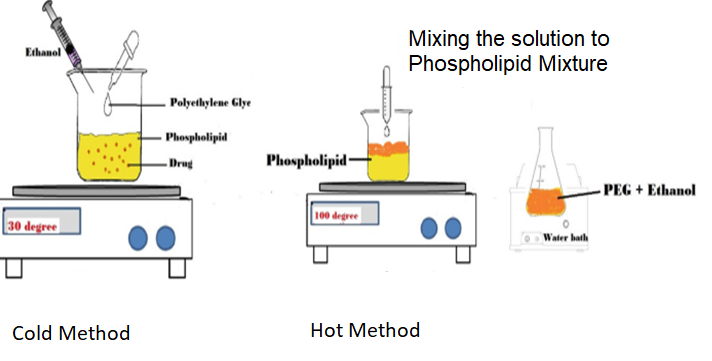 Ethanol
Polyethylene Glye
Phospholipid
Drug
30 degree
Cold Method
Mixing the solution to
Phospholipid Mixture
Phospholipid
100 degree
PEG + Ethanol
Water bath
Hot Method